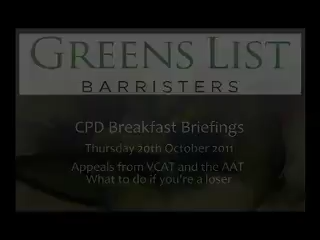 GREENS LIST
BARRISTERS
CPD Breakfast Briefings
Thursday 20th October 2011
Appeals from VCAT and the AAT
What to do if you're a loser